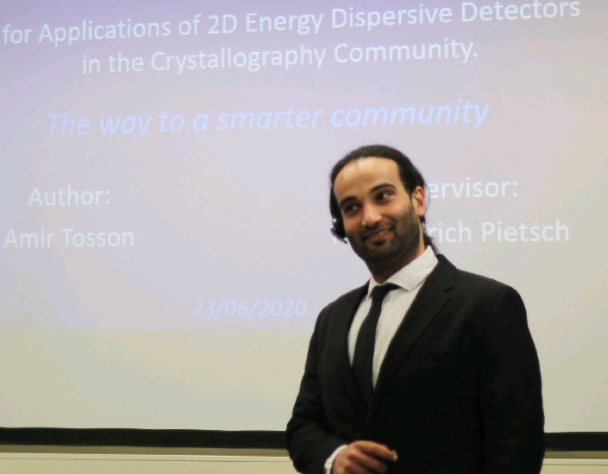 for Applications of 2D Energy Dispersive Detectors
in the Crystallography Community.
The way to a smarter community
Author:
ervisor:
Amir Tosson
rich Pietsch
23/06/2020